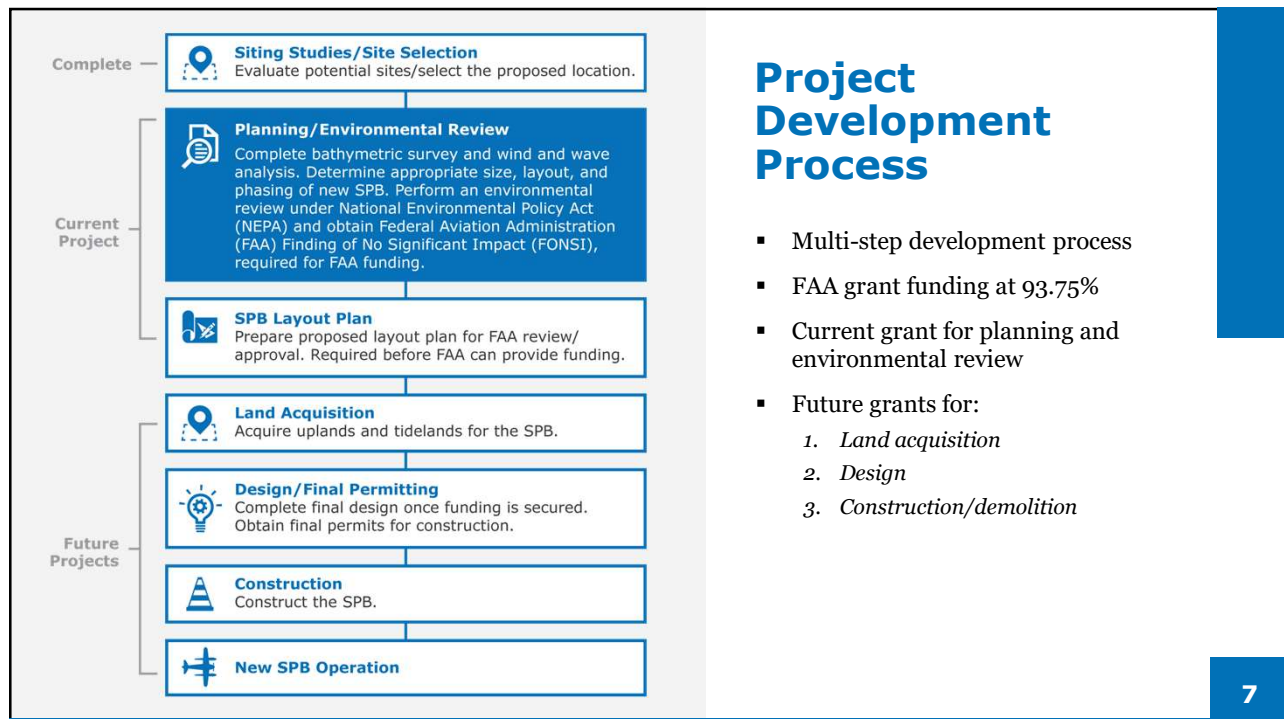 Complete
Siting Studies/Site Selection
Evaluate potential sites/select the proposed location.
Current
Project
Planning/Environmental Review
Complete bathymetric survey and wind and wave
analysis. Determine appropriate size, layout, and
phasing of new SPB. Perform an environmental
review under National Environmental Policy Act
(NEPA) and obtain Federal Aviation Administration
(FAA) Finding of No Significant Impact (FONSI),
required for FAA funding.
SPB Layout Plan
Prepare proposed layout plan for FAA review/
approval. Required before FAA can provide funding.
Future
Projects
Land Acquisition
Acquire uplands and tidelands for the SPB.
Design/Final Permitting
Complete final design once funding is secured.
Obtain final permits for construction.
Construction
Construct the SPB.
New SPB Operation
Project
Development
Process
▪ Multi-step development process
▪ FAA grant funding at 93.75%
▪ Current grant for planning and
environmental review
▪ Future grants for:
1. Land acquisition
2. Design
3. Construction/demolition
7